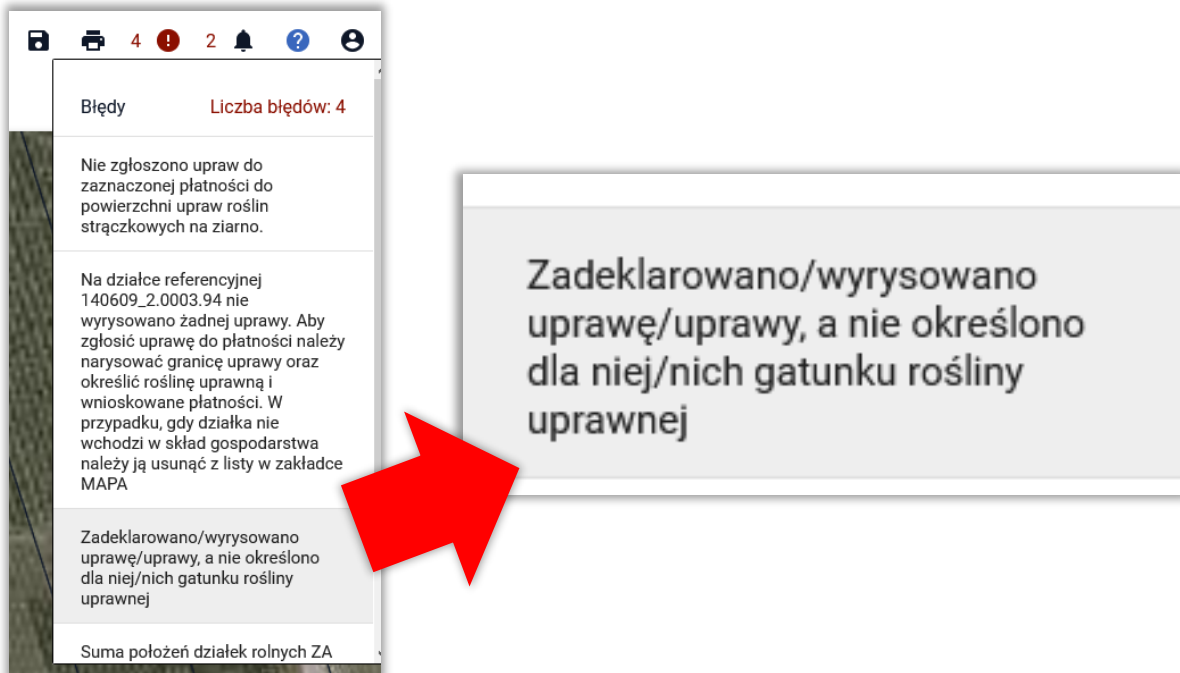 4 2
Błędy Liczba błędów: 4
Nie zgłoszono upraw do
zaznaczonej płatności do
powierzchni upraw roślin
strączkowych na ziarno.
Na działce referencyjnej
140609_2.0003.94 nie
wyrysowano żadnej uprawy. Aby
zgłosić uprawę do płatności należy
narysować granicę uprawy oraz
określić roślinę uprawną i
wnioskowane płatności. W
przypadku, gdy działka nie
wchodzi w skład gospodarstwa
należy ją usunąć z listy w zakładce
MAPA
Zadeklarowano/wyrysowano
uprawę/uprawy, a nie określono
dla niej/nich gatunku rośliny
uprawnej
Suma położeń działek rolnych ZA
Zadeklarowano/wyrysowano
uprawę/uprawy, a nie określono
dla niej/nich gatunku rośliny
uprawnej